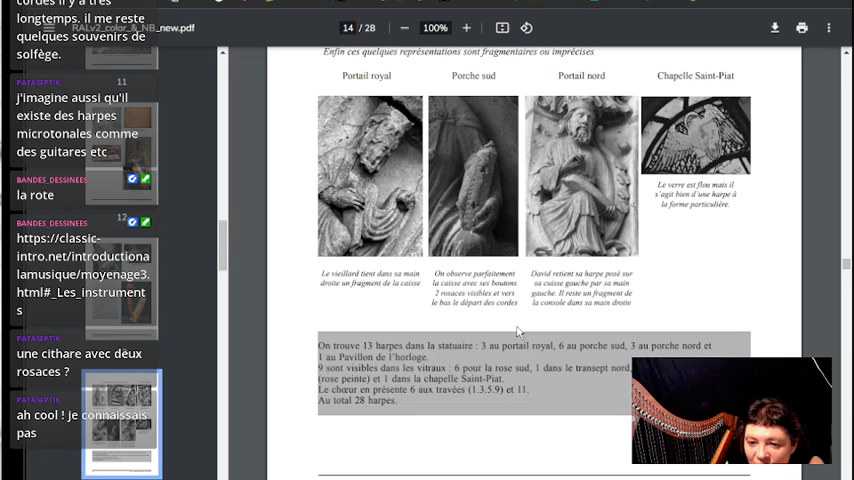 cordes il y a très
longtemps. il me reste
quelques souvenirs de
solfège.
PATASEPTIK
j'imagine aussi qu'il
existe des harpes
microtonales comme
des guitares etc
BANDES_DESSINEES
la rote
BANDES_DESSINEES
https://classic-
intro.net/introductiona
lamusique/moyenage3.
html#_Les_instrument
s
PATASEPTIK
une cithare avec deux
rosaces ?
PATASEPTIK
ah cool ! je connaissais
pas
11
12
RALv2_color_&_NB_new.pdf
14 / 28
100%
Enfin ces quelques représentations sont fragmentaires ou imprécises
Portail royal
Porche sud
Portail nord
Chapelle Saint-Piat
Le verre est flou mais il
s'agit bien d'une harpe à
la forme particulière.
Le vieillard tient dans sa main
droite un fragment de la caisse
On observe parfaitement
la caisse avec ses boutons
2 rosaces visibles et vers
le bas le départ des cordes
David retient sa harpe posé sur
sa cuisse gauche par sa main
gauche. Il reste un fragment de
la console dans sa main droite
On trouve 13 harpes dans la statuaire : 3 au portail royal, 6 au porche sud, 3 au porche nord et
1 au Pavillon de l'horloge.
9 sont visibles dans les vitraux : 6 pour la rose sud, 1 dans le transept nord,
(rose peinte) et 1 dans la chapelle Saint-Piat.
Le chœur en présente 6 aux travées (1.3.5.9) et 11.
Au total 28 harpes.